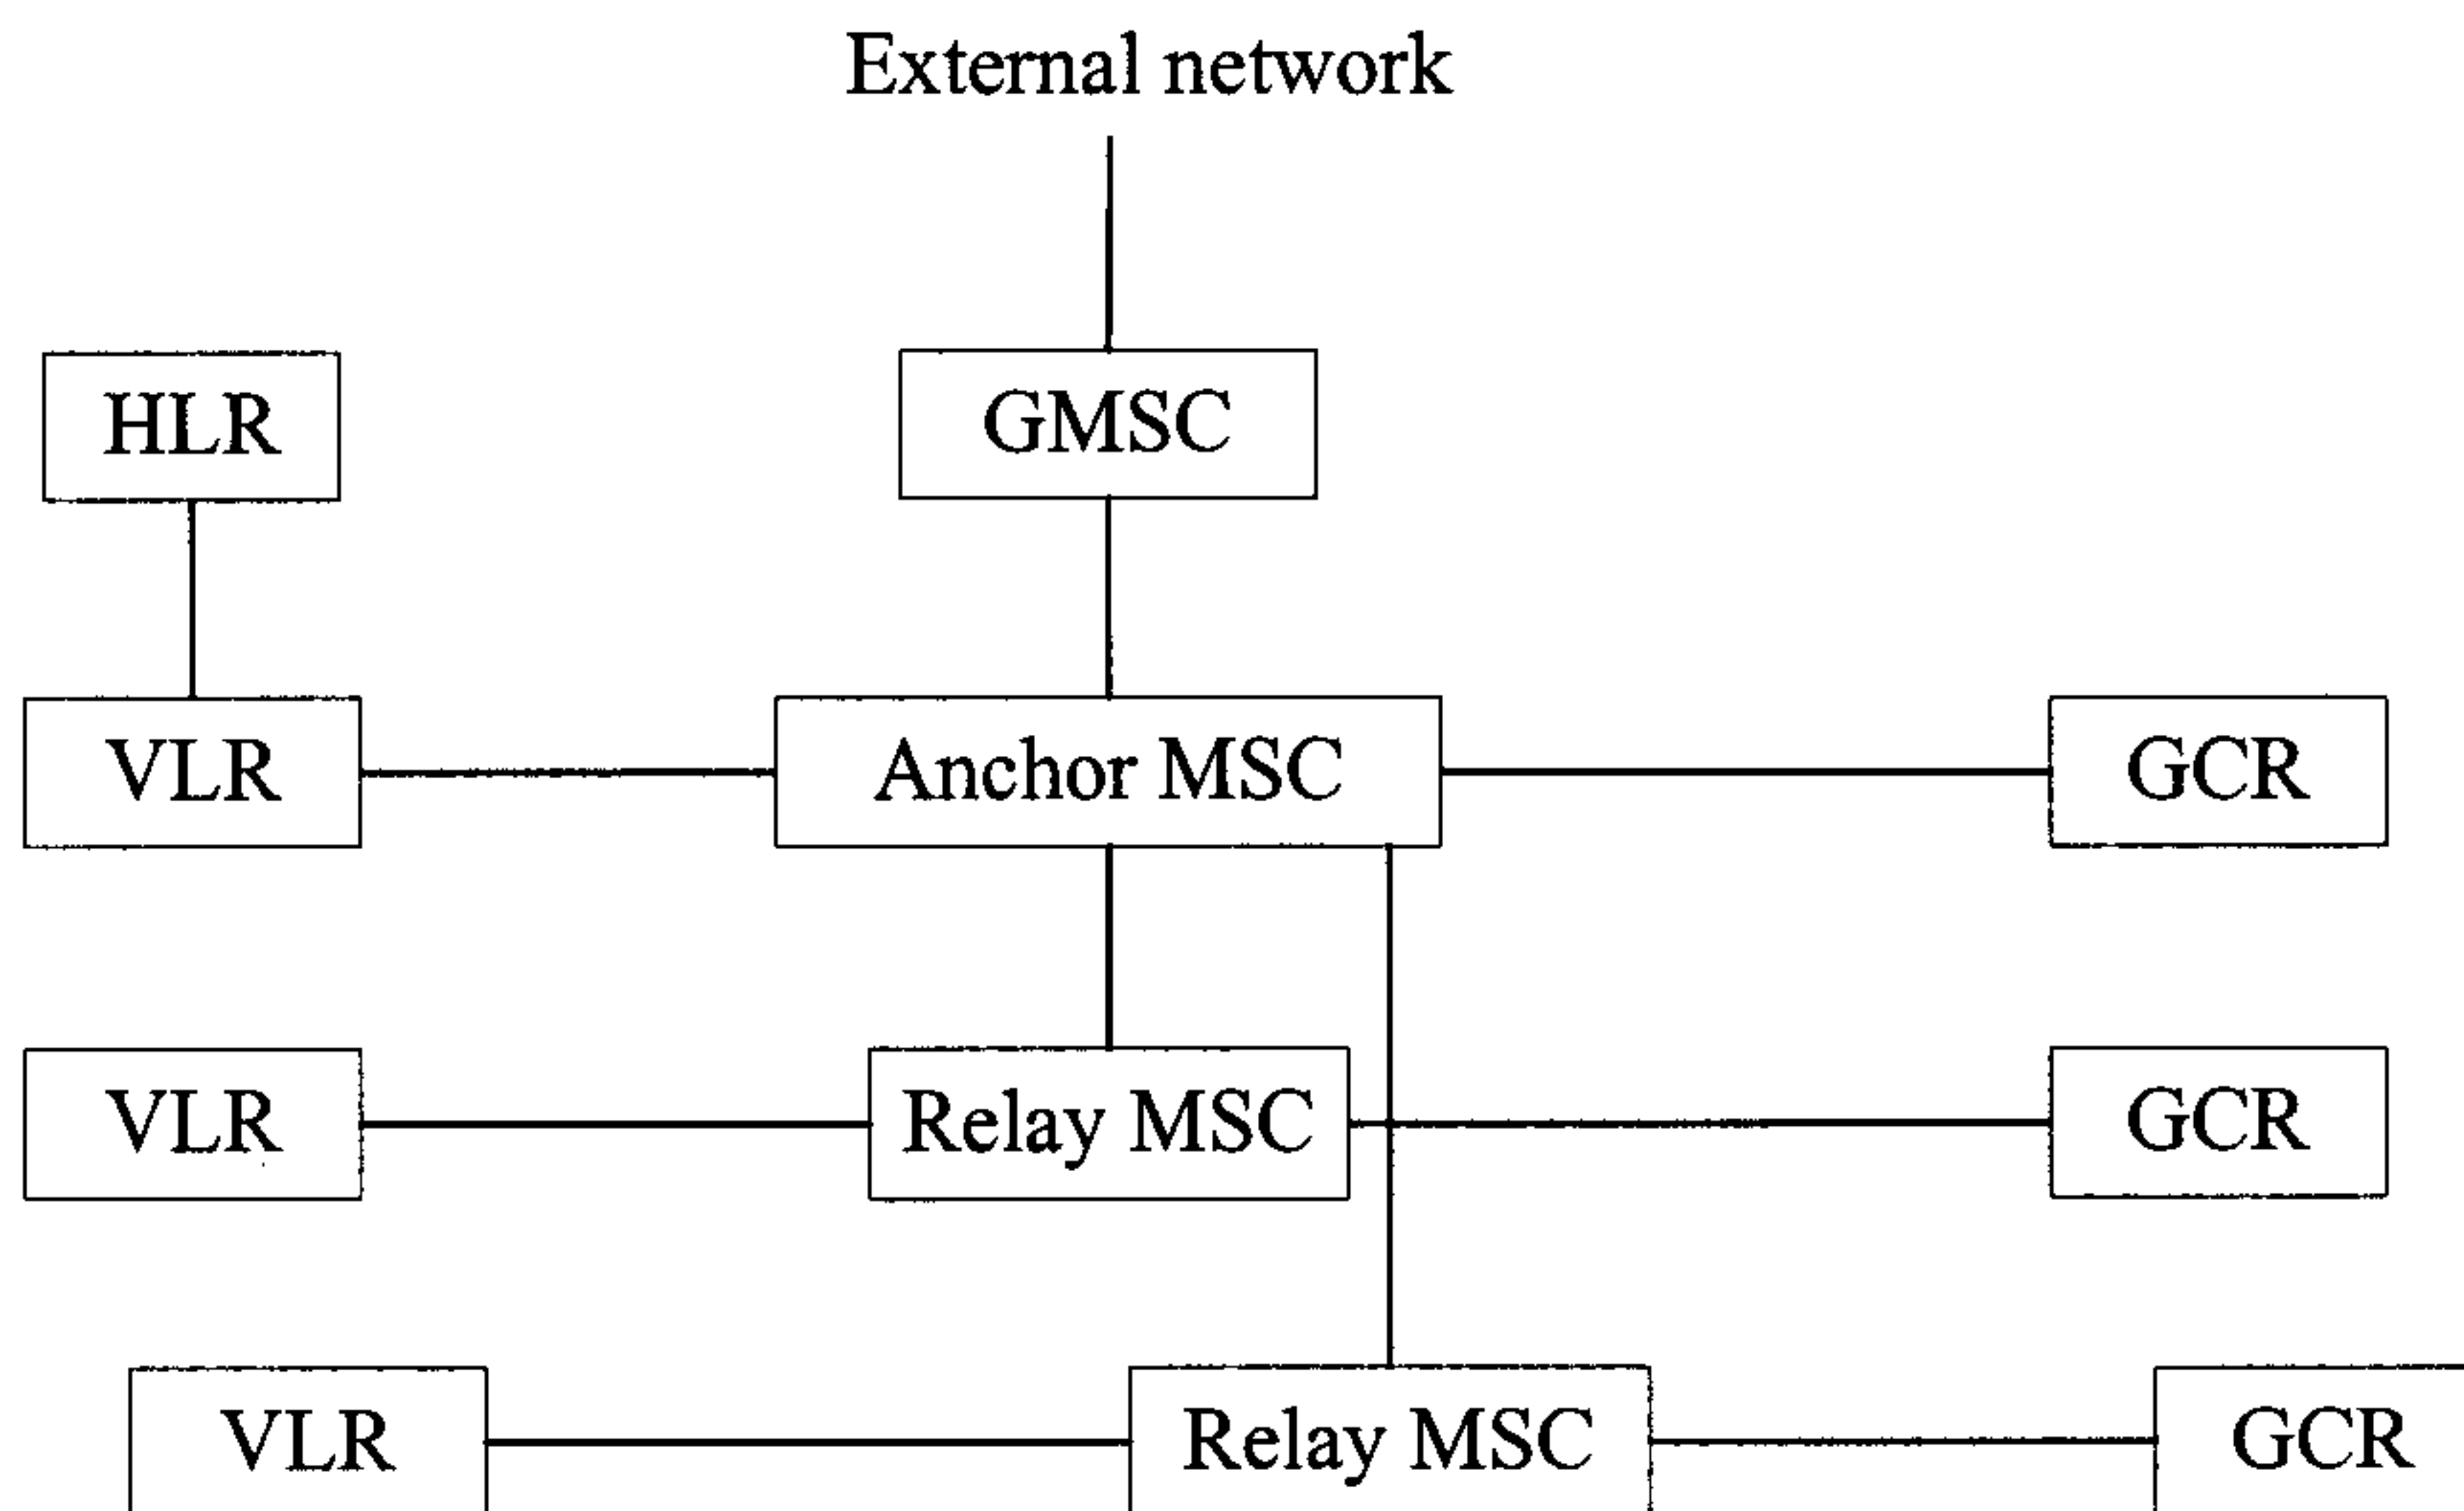 External network
HLR
GMSC
VLR
Anchor MSC
GCR
VLR
Relay MSC
GCR
VLR
Relay MSC
GCR